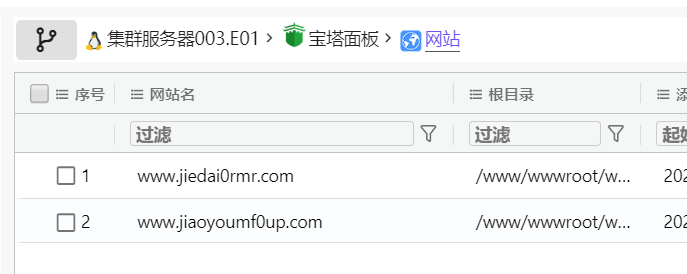 集群服务器003.E01 > 宝塔面板 > 网站
序号 网站名 根目录 添
过滤 过滤 起始
1 www.jiedai0rmr.com /www/wwwroot/w... 202
2 www.jiaoyoumf0up.com /www/wwwroot/w... 202